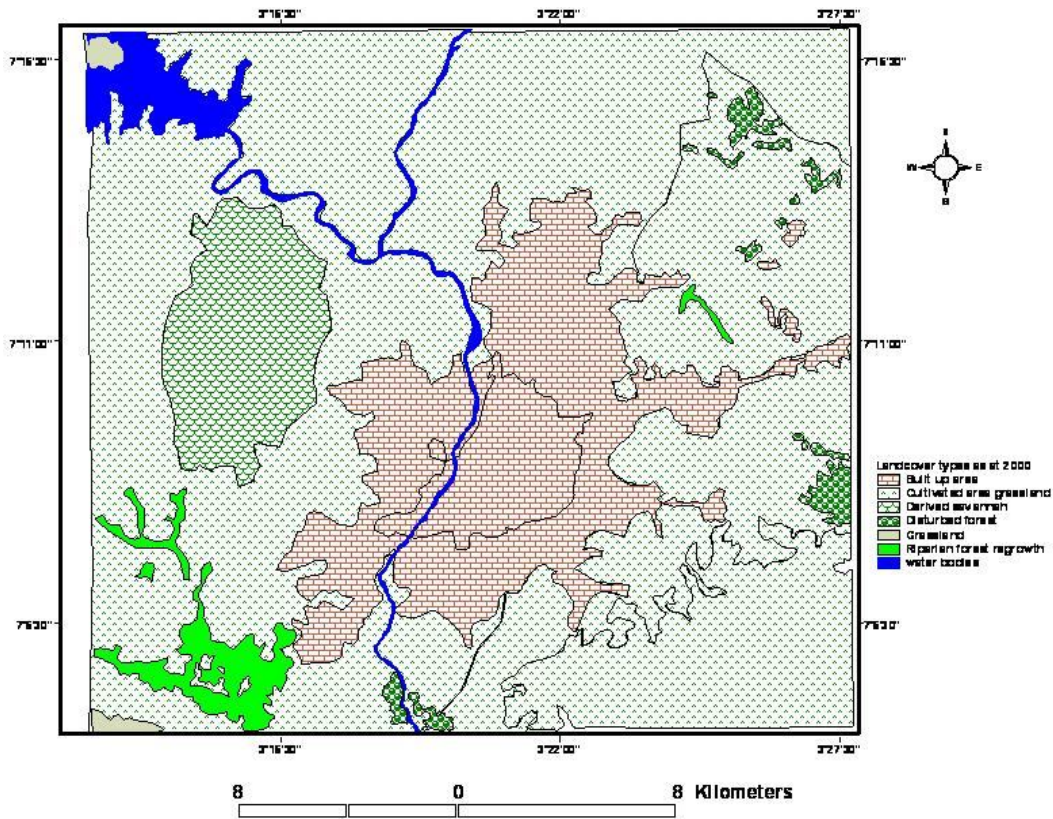 3°16'30" 3°22'00" 3°27'30"
7°16'30" 7°16'30"
N
W E
S
7°11'00" 7°11'00"
Landcover types as at 2000
Built up area
Cultivated area grassland
Derived savannah
Disturbed forest
Grassland
Riparian forest regrowth
water bodies
7°5'30" 7°5'30"
3°16'30" 3°22'00" 3°27'30"
8 0 8 Kilometers